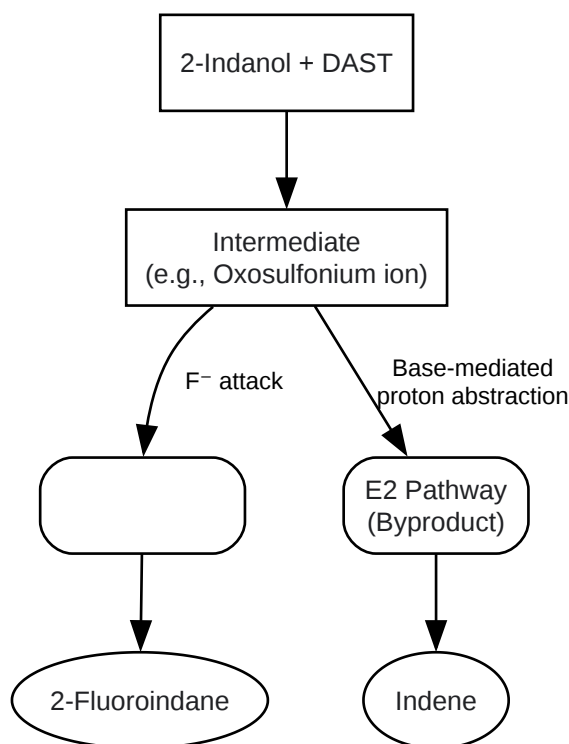 2-Indanol + DAST
Intermediate
(e.g., Oxosulfonium ion)
F⁻ attack
Base-mediated
proton abstraction
E2 Pathway
(Byproduct)
2-Fluoroindane
Indene